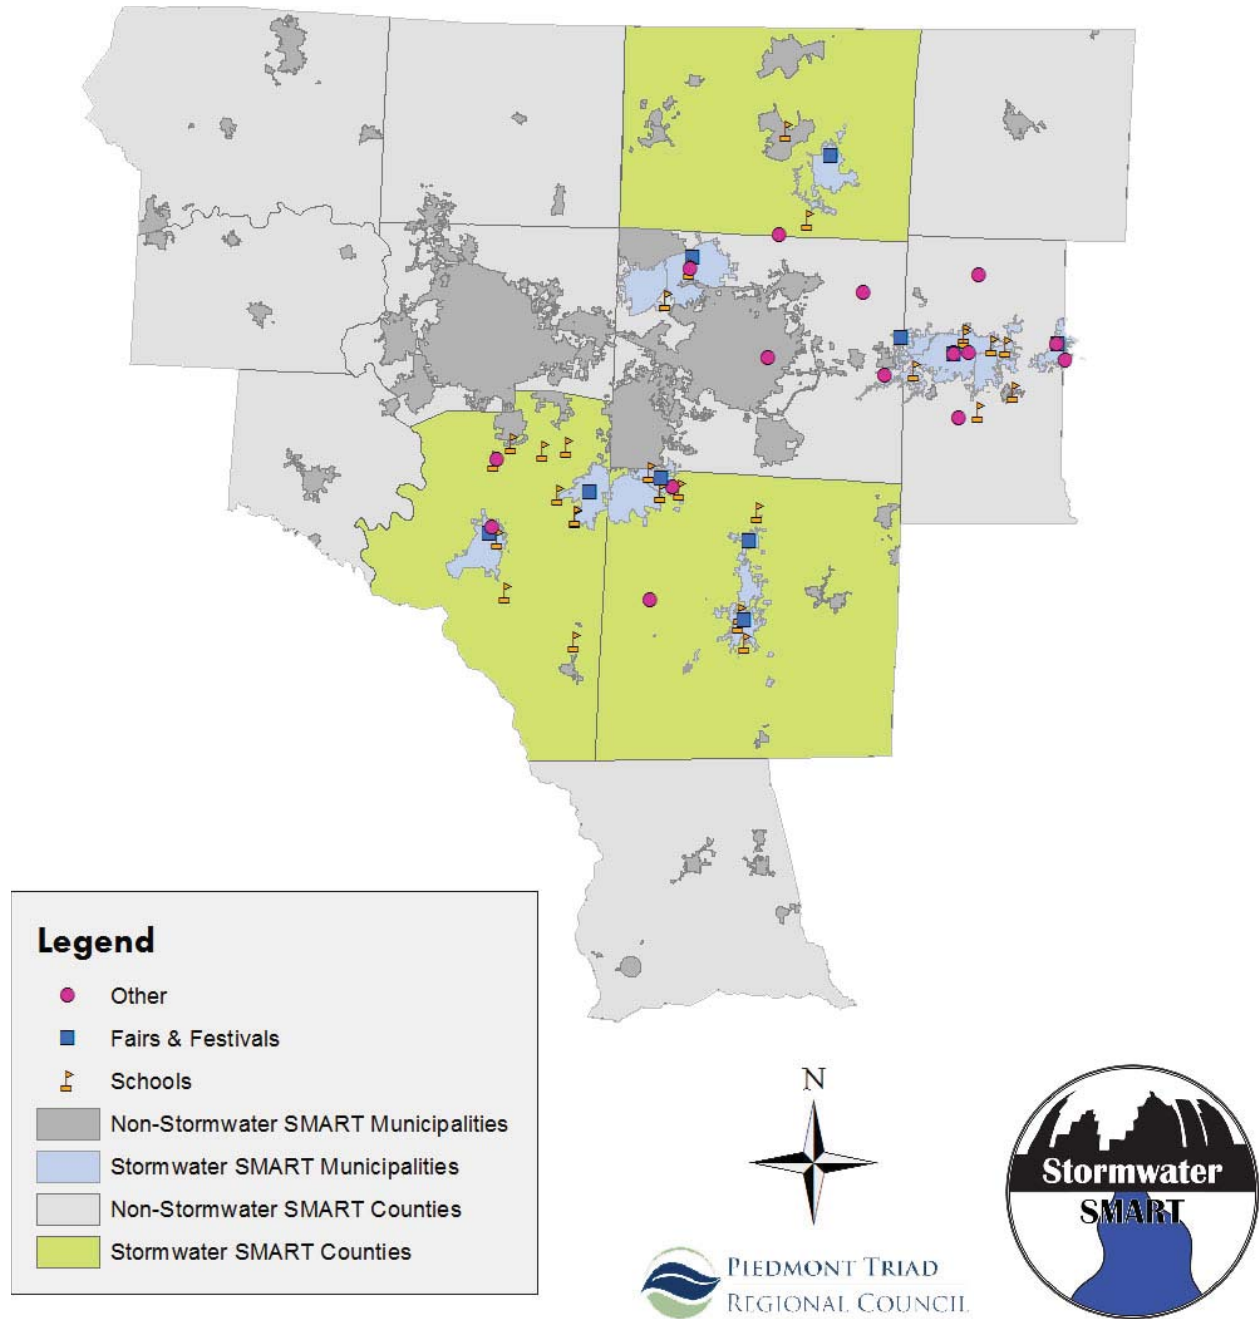 Legend
Other
Fairs & Festivals
Schools
Non-Stormwater SMART Municipalities
Stormwater SMART Municipalities
Non-Stormwater SMART Counties
Stormwater SMART Counties
N
PIEDMONT TRIAD
REGIONAL COUNCIL
Stormwater
SMART